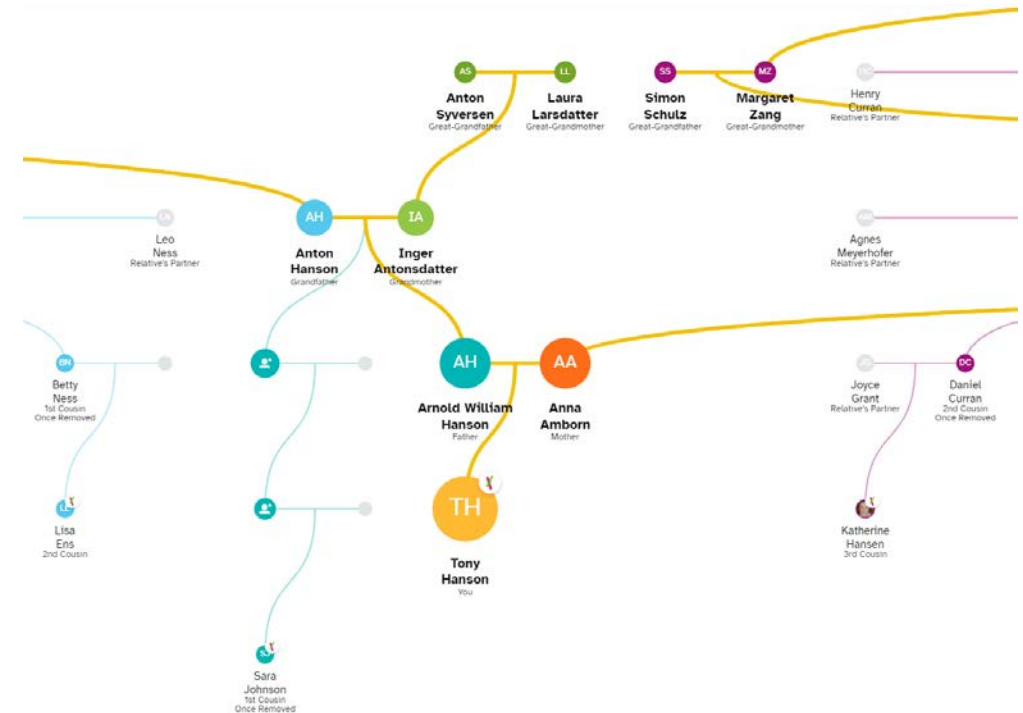 AS
LL
SS
MZ
Anton
Syversen
Great-Grandfather
Laura
Larsdatter
Great-Grandmother
Simon
Schulz
Great-Grandfather
Margaret
Zang
Great-Grandmother
Henry
Curran
Relative's Partner
AH
IA
Leo
Ness
Relative's Partner
Anton
Hanson
Grandfather
Inger
Antonsdatter
Grandmother
Agnes
Meyerhofer
Relative's Partner
BN
AH
AA
DC
Betty
Ness
1st Cousin
Once Removed
Arnold William
Hanson
Father
Anna
Amborn
Mother
Joyce
Grant
Relative's Partner
Daniel
Curran
2nd Cousin
Once Removed
TH
Lisa
Ens
2nd Cousin
Tony
Hanson
You
Katherine
Hansen
3rd Cousin
Sara
Johnson
1st Cousin
Once Removed